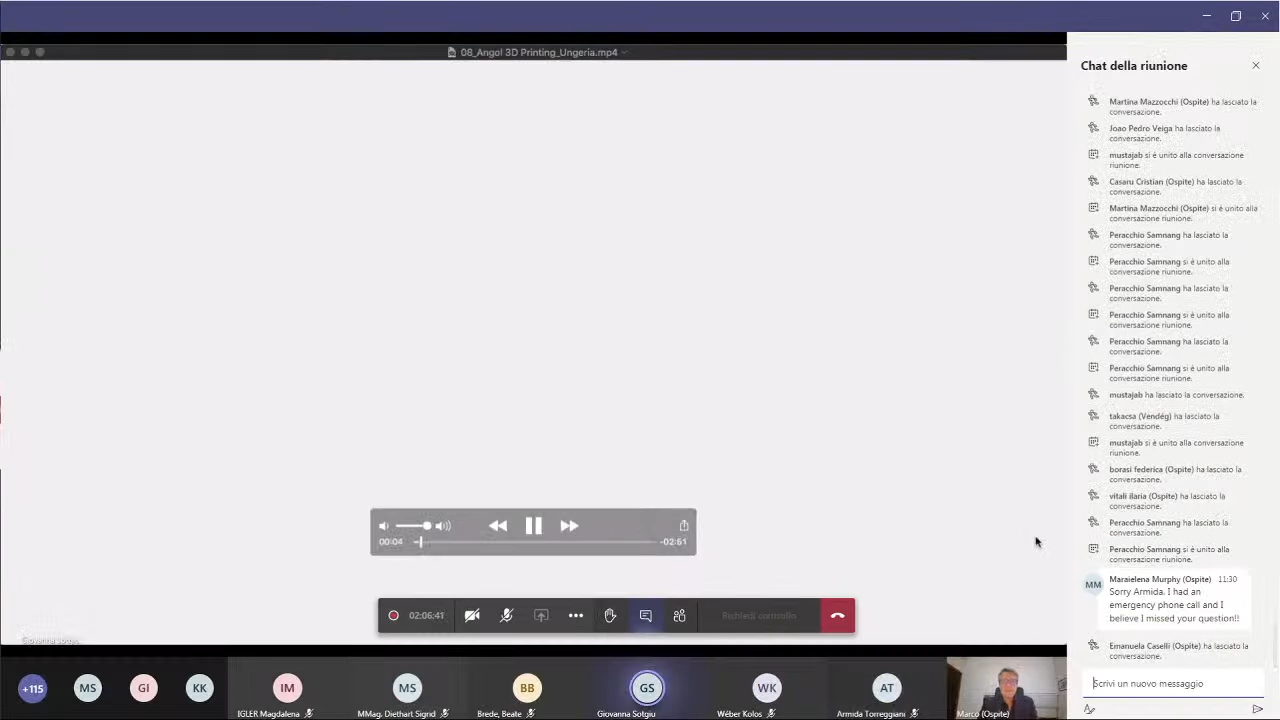 08_Ango! 3D Printing_Ungeria.mp4
Chat della riunione
Martina Mazzocchi (Ospite) ha lasciato la
conversazione.
Joao Pedro Veiga ha lasciato la
conversazione.
mustajab si è unito alla conversazione
riunione.
Casaru Cristian (Ospite) ha lasciato la
conversazione.
Martina Mazzocchi (Ospite) si è unito alla
conversazione riunione.
Peracchio Samnang ha lasciato la
conversazione.
Peracchio Samnang si è unito alla
conversazione riunione.
Peracchio Samnang ha lasciato la
conversazione.
Peracchio Samnang si è unito alla
conversazione riunione.
Peracchio Samnang ha lasciato la
conversazione.
Peracchio Samnang si è unito alla
conversazione riunione.
mustajab ha lasciato la conversazione.
takacsa (Vendég) ha lasciato la
conversazione.
mustajab si è unito alla conversazione
riunione.
borasi federica (Ospite) ha lasciato la
conversazione.
vitali ilaria (Ospite) ha lasciato la
conversazione.
Peracchio Samnang ha lasciato la
conversazione.
Peracchio Samnang si è unito alla
conversazione riunione.
MM
Maraielena Murphy (Ospite) 11:30
Sorry Armida, I had an
emergency phone call and I
believe I missed your question!!
Emanuela Caselli (Ospite) ha lasciato la
conversazione.
Scrivi un nuovo messaggio
00:04 -02:51
02:06:41 Richiedi controllo
Giovanna Sotgiu
+115 MS GI KK IM MS BB GS WK AT
IGLER Magdalena MMag. Diethart Sigrid Brede, Beate Giovanna Sotgiu Wéber Kolos Armida Torreggiani Marco (Ospite)